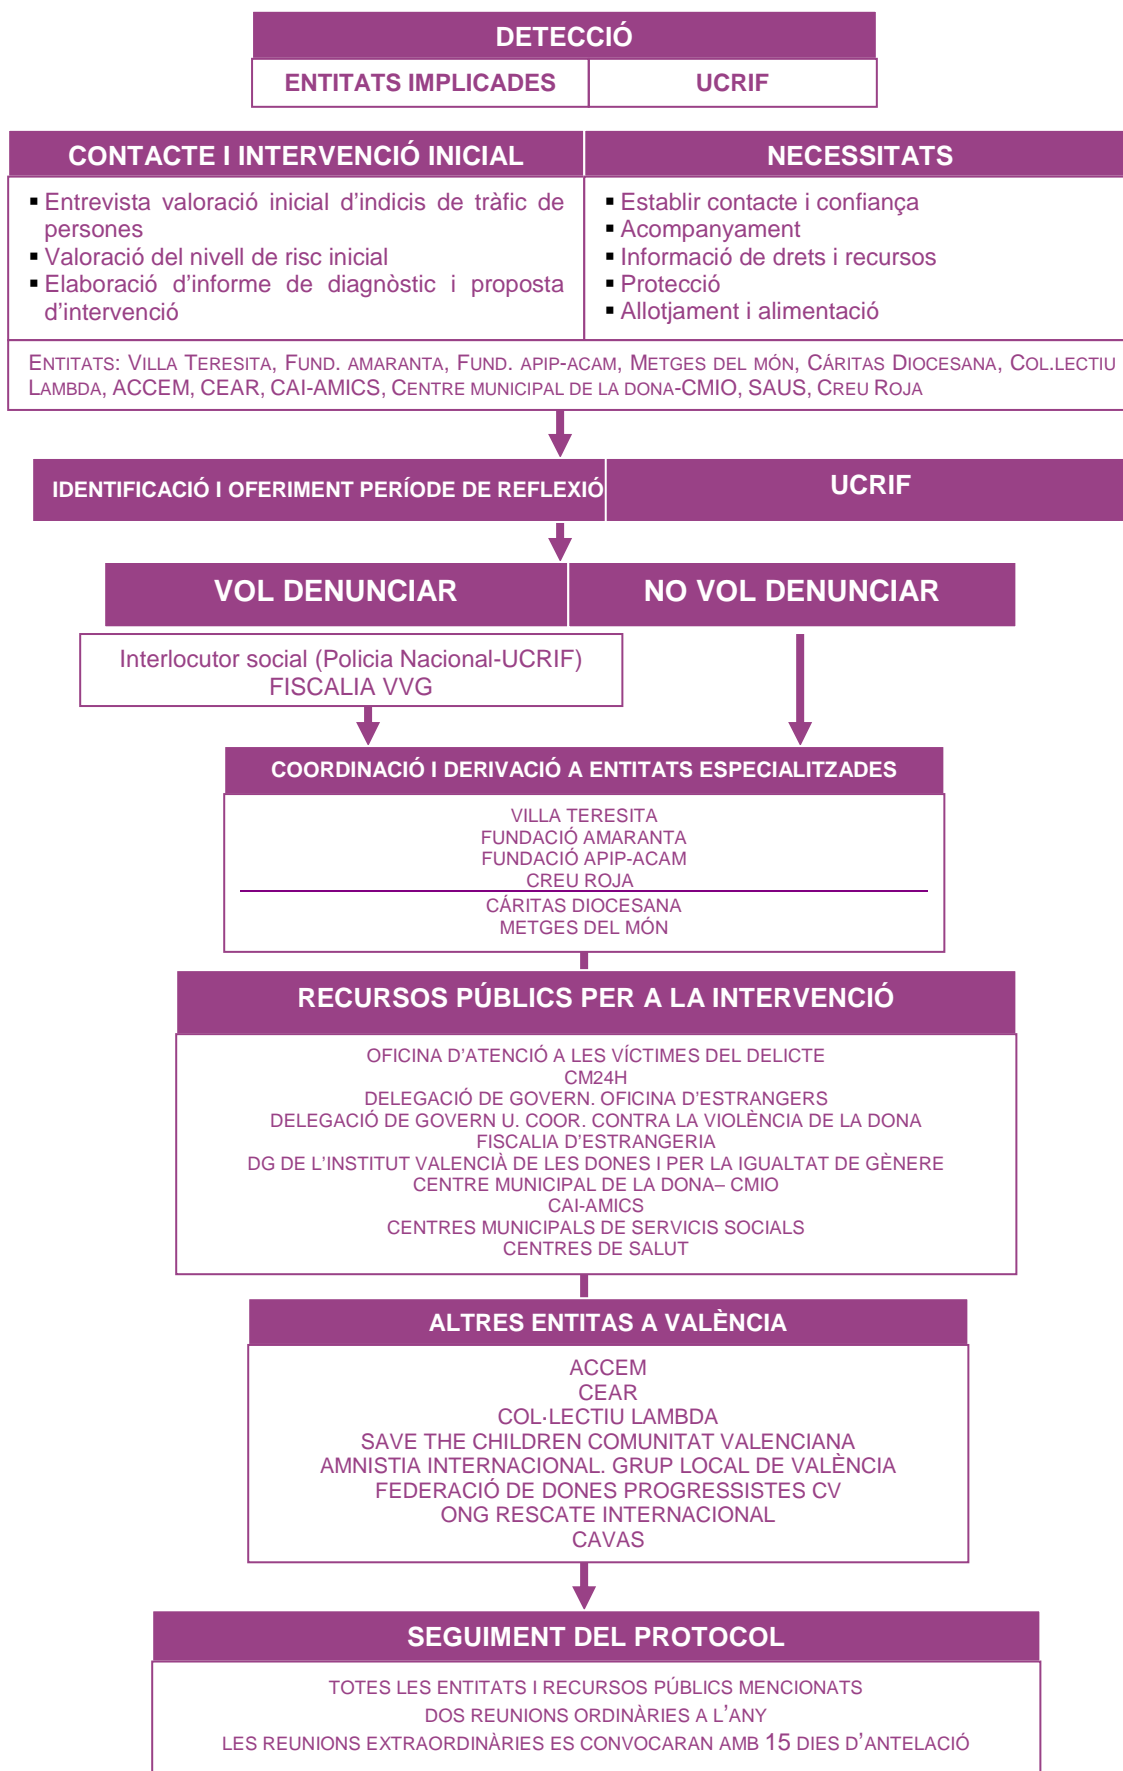 DETECCIÓ
ENTITATS IMPLICADES
UCRIF
CONTACTE I INTERVENCIÓ INICIAL
▪ Entrevista valoració inicial d'indicis de tràfic de
persones
▪ Valoració del nivell de risc inicial
▪ Elaboració d'informe de diagnòstic i proposta
d'intervenció
NECESSITATS
▪ Establir contacte i confiança
▪ Acompanyament
▪ Informació de drets i recursos
▪ Protecció
▪ Allotjament i alimentació
ENTITATS: VILLA TERESITA, FUND. AMARANTA, FUND. APIP-ACAM, METGES DEL MÓN, CÁRITAS DIOCESANA, COL.LECTIU
LAMBDA, ACCEM, CEAR, CAI-AMICS, CENTRE MUNICIPAL DE LA DONA-CMIO, SAUS, CREU ROJA
IDENTIFICACIÓ I OFERIMENT PERÍODE DE REFLEXIÓ
UCRIF
VOL DENUNCIAR
NO VOL DENUNCIAR
Interlocutor social (Policia Nacional-UCRIF)
FISCALIA VVG
COORDINACIÓ I DERIVACIÓ A ENTITATS ESPECIALITZADES
VILLA TERESITA
FUNDACIÓ AMARANTA
FUNDACIÓ APIP-ACAM
CREU ROJA
CÁRITAS DIOCESANA
METGES DEL MÓN
RECURSOS PÚBLICS PER A LA INTERVENCIÓ
OFICINA D'ATENCIÓ A LES VÍCTIMES DEL DELICTE
CM24H
DELEGACIÓ DE GOVERN. OFICINA D'ESTRANGERS
DELEGACIÓ DE GOVERN U. COOR. CONTRA LA VIOLÈNCIA DE LA DONA
FISCALIA D'ESTRANGERIA
DG DE L'INSTITUT VALENCIÀ DE LES DONES I PER LA IGUALTAT DE GÈNERE
CENTRE MUNICIPAL DE LA DONA– CMIO
CAI-AMICS
CENTRES MUNICIPALS DE SERVICIS SOCIALS
CENTRES DE SALUT
ALTRES ENTITAS A VALÈNCIA
ACCEM
CEAR
COL·LECTIU LAMBDA
SAVE THE CHILDREN COMUNITAT VALENCIANA
AMNISTIA INTERNACIONAL. GRUP LOCAL DE VALÈNCIA
FEDERACIÓ DE DONES PROGRESSISTES CV
ONG RESCATE INTERNACIONAL
CAVAS
SEGUIMENT DEL PROTOCOL
TOTES LES ENTITATS I RECURSOS PÚBLICS MENCIONATS
DOS REUNIONS ORDINÀRIES A L'ANY
LES REUNIONS EXTRAORDINÀRIES ES CONVOCARAN AMB 15 DIES D'ANTELACIÓ